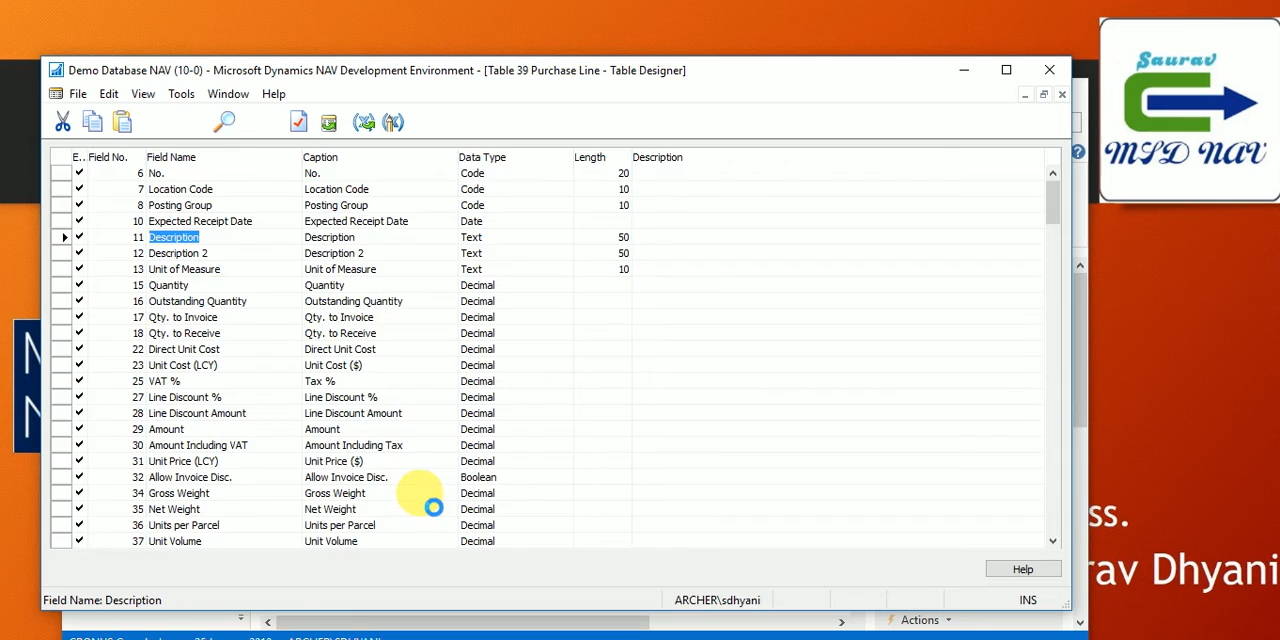 Saurav
MSD NAV
Demo Database NAV (10-0) - Microsoft Dynamics NAV Development Environment - [Table 39 Purchase Line - Table Designer]
File Edit View Tools Window Help
E.. Field No. Field Name Caption Data Type Length Description
6 No. No. Code 20
7 Location Code Location Code Code 10
8 Posting Group Posting Group Code 10
10 Expected Receipt Date Expected Receipt Date Date
11 Description Description Text 50
12 Description 2 Description 2 Text 50
13 Unit of Measure Unit of Measure Text 10
15 Quantity Quantity Decimal
16 Outstanding Quantity Outstanding Quantity Decimal
17 Qty. to Invoice Qty. to Invoice Decimal
18 Qty. to Receive Qty. to Receive Decimal
22 Direct Unit Cost Direct Unit Cost Decimal
23 Unit Cost (LCY) Unit Cost ($) Decimal
25 VAT % Tax % Decimal
27 Line Discount % Line Discount % Decimal
28 Line Discount Amount Line Discount Amount Decimal
29 Amount Amount Decimal
30 Amount Including VAT Amount Including Tax Decimal
31 Unit Price (LCY) Unit Price ($) Decimal
32 Allow Invoice Disc. Allow Invoice Disc. Boolean
34 Gross Weight Gross Weight Decimal
35 Net Weight Net Weight Decimal
36 Units per Parcel Units per Parcel Decimal
37 Unit Volume Unit Volume Decimal
Help
Field Name: Description ARCHER\sdhyani INS
ss.
rav Dhyani
Actions